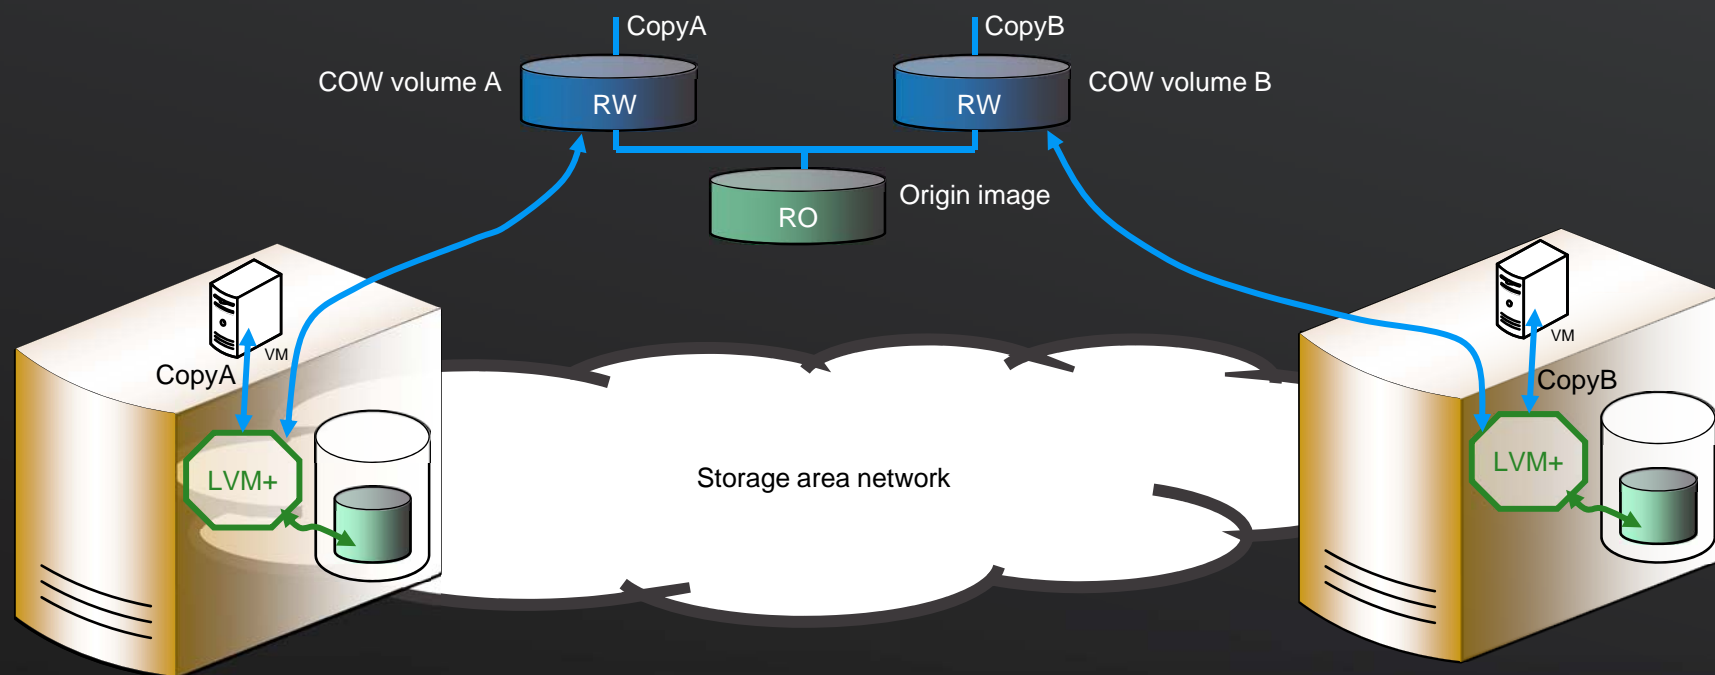 CopyA
CopyB
COW volume A
RW
RW
COW volume B
RO
Origin image
VM
CopyA
LVM+
Storage area network
VM
CopyB
LVM+